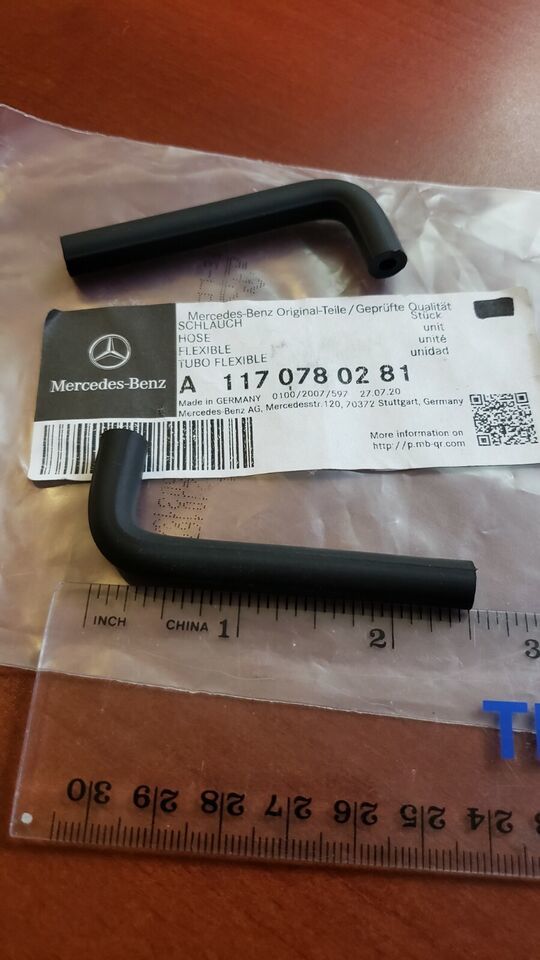 Mercedes-Benz Original-Teile/Geprüfte Qualität
SCHLAUCH Stück
HOSE unit
FLEXIBLE unité
TUBO FLEXIBLE unidad
Mercedes-Benz
A 117 078 02 81
Made in GERMANY 0100/2007/597 27.07.20
Mercedes-Benz AG, Mercedesstr.120, 70372 Stuttgart, Germany
More information on
http://p.mb-qr.com
INCH CHINA 1 2 3
30 29 28 27 26 25 24 23